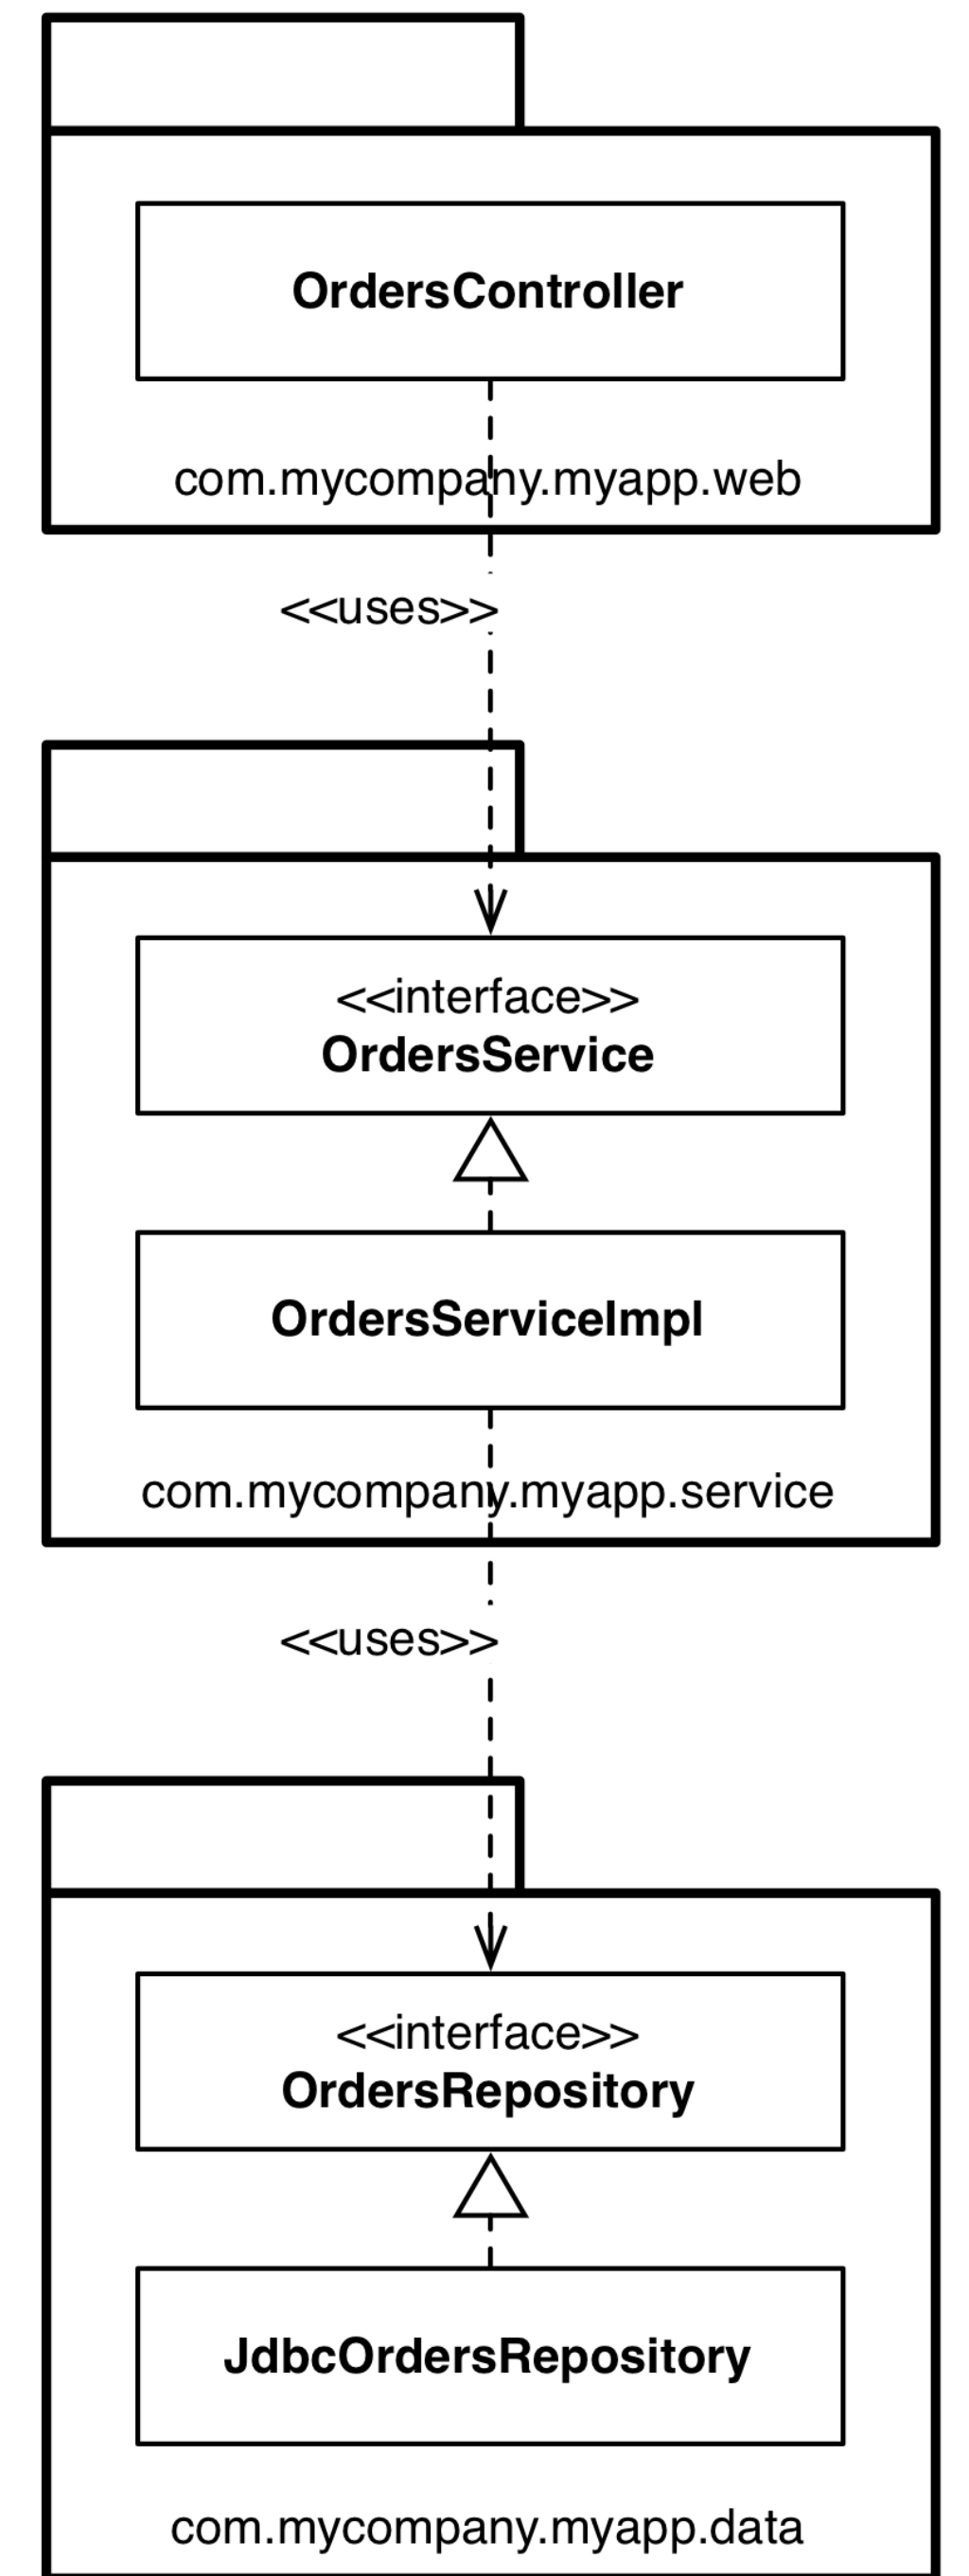 OrdersController
com.mycompany.myapp.web
<<uses>>
<<interface>>
OrdersService
OrdersServiceImpl
com.mycompany.myapp.service
<<uses>>
<<interface>>
OrdersRepository
JdbcOrdersRepository
com.mycompany.myapp.data